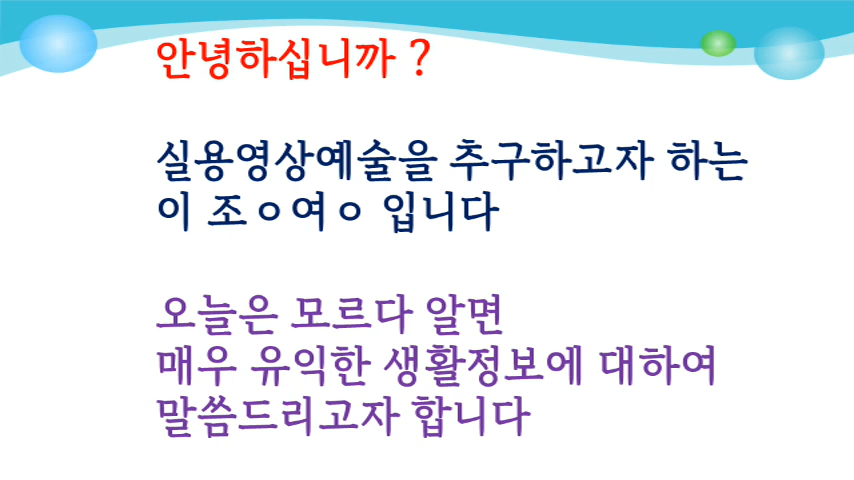 안녕하십니까 ?
실용영상예술을 추구하고자 하는
이 조ㅇ여ㅇ 입니다
오늘은 모르다 알면
매우 유익한 생활정보에 대하여
말씀드리고자 합니다